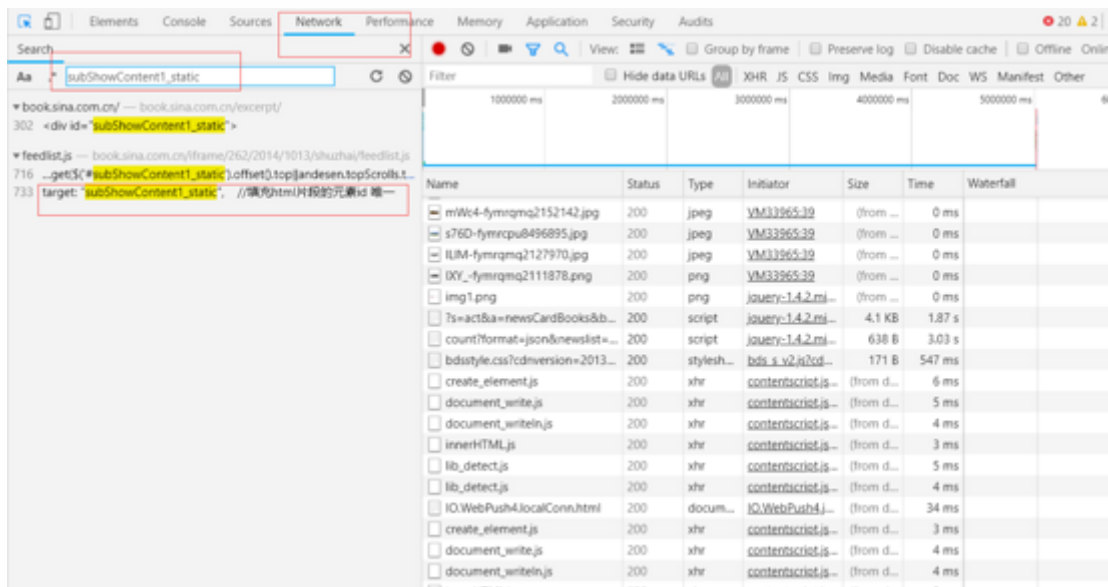 Elements Console Sources Network Performance Memory Application Security Audits 20 2
Search ×
Aa .* subShowContent1_static
▾ book.sina.com.cn/ — book.sina.com.cn/excerpt/
302 <div id="subShowContent1_static">
▾ feedlist.js — book.sina.com.cn/iframe/262/2014/1013/shuzhai/feedlist.js
716 ...get($('#subShowContent1_static').offset().top||andesen.topScrolls.t...
733 target: "subShowContent1_static", //填充html片段的元素id 唯一
View: Group by frame Preserve log Disable cache Offline Onlin
Filter Hide data URLs All XHR JS CSS Img Media Font Doc WS Manifest Other
1000000 ms 2000000 ms 3000000 ms 4000000 ms 5000000 ms 6
Name Status Type Initiator Size Time Waterfall
mWc4-fymrqmq2152142.jpg 200 jpeg VM33965:39 (from ... 0 ms
s76D-fymrcpu8496895.jpg 200 jpeg VM33965:39 (from ... 0 ms
ILIM-fymrqmq2127970.jpg 200 jpeg VM33965:39 (from ... 0 ms
IXY_-fymrqmq2111878.png 200 png VM33965:39 (from ... 0 ms
img1.png 200 png jquery-1.4.2.mi... (from ... 0 ms
?s=act&a=newsCardBooks&b... 200 script jquery-1.4.2.mi... 4.1 KB 1.87 s
count?format=json&newslist=... 200 script jquery-1.4.2.mi... 638 B 3.03 s
bdsstyle.css?cdnversion=2013... 200 stylesh... bds_s_v2.js?cd... 171 B 547 ms
create_element.js 200 xhr contentscript.js... (from d... 6 ms
document_write.js 200 xhr contentscript.js... (from d... 5 ms
document_writeln.js 200 xhr contentscript.js... (from d... 4 ms
innerHTML.js 200 xhr contentscript.js... (from d... 3 ms
lib_detect.js 200 xhr contentscript.js... (from d... 5 ms
lib_detect.js 200 xhr contentscript.js... (from d... 4 ms
IO.WebPush4.localConn.html 200 docum... IO.WebPush4.j... (from d... 34 ms
create_element.js 200 xhr contentscript.js... (from d... 3 ms
document_write.js 200 xhr contentscript.js... (from d... 4 ms
document_writeln.js 200 xhr contentscript.js... (from d... 4 ms